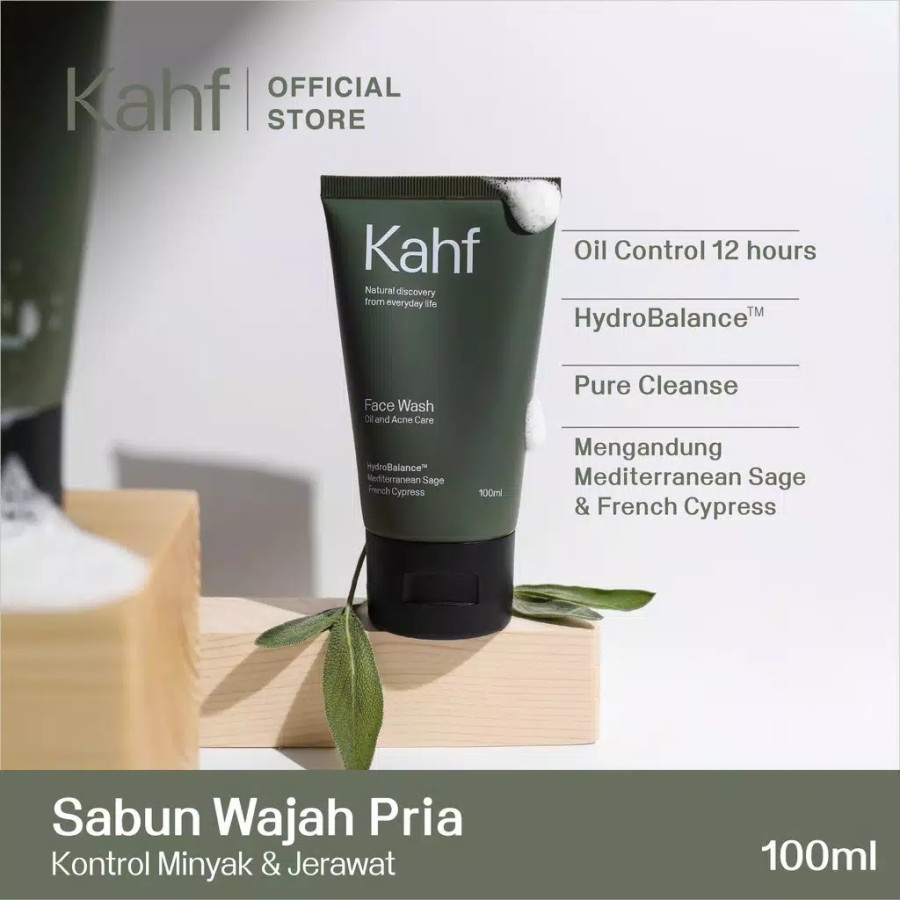 Kahf
OFFICIAL
STORE
Kahf
Natural discovery
from everyday life
Face Wash
Oil and Acne Care
HydroBalance™
Mediterranean Sage
French Cypress
100ml
Oil Control 12 hours
HydroBalance™
Pure Cleanse
Mengandung
Mediterranean Sage
& French Cypress
Sabun Wajah Pria
Kontrol Minyak & Jerawat
100ml